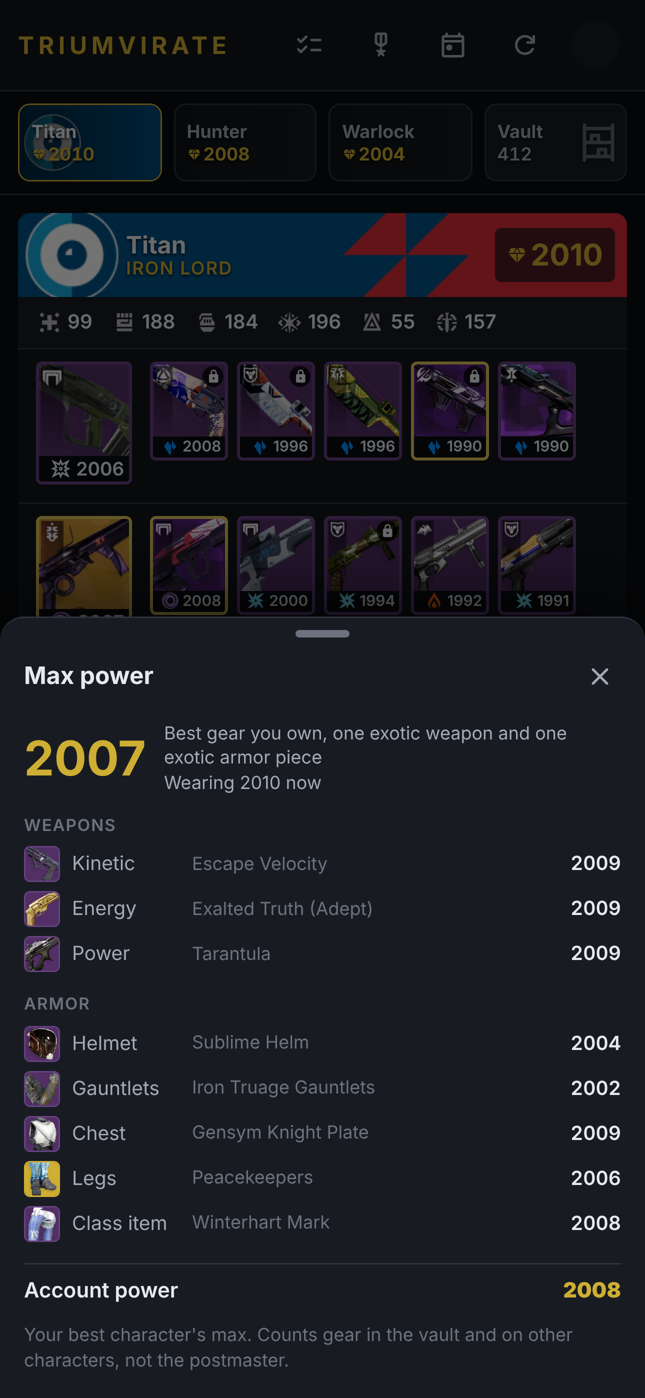 TRIUMVIRATE
Titan
2010
Hunter
2008
Warlock
2004
Vault
412
Titan
IRON LORD
2010
99 188 184 196 55 157
2006 2008 1996 1996 1990 1990
2008 2000 1994 1992 1991
Max power
2007
Best gear you own, one exotic weapon and one
exotic armor piece
Wearing 2010 now
WEAPONS
Kinetic Escape Velocity 2009
Energy Exalted Truth (Adept) 2009
Power Tarantula 2009
ARMOR
Helmet Sublime Helm 2004
Gauntlets Iron Truage Gauntlets 2002
Chest Gensym Knight Plate 2009
Legs Peacekeepers 2006
Class item Winterhart Mark 2008
Account power 2008
Your best character's max. Counts gear in the vault and on other
characters, not the postmaster.